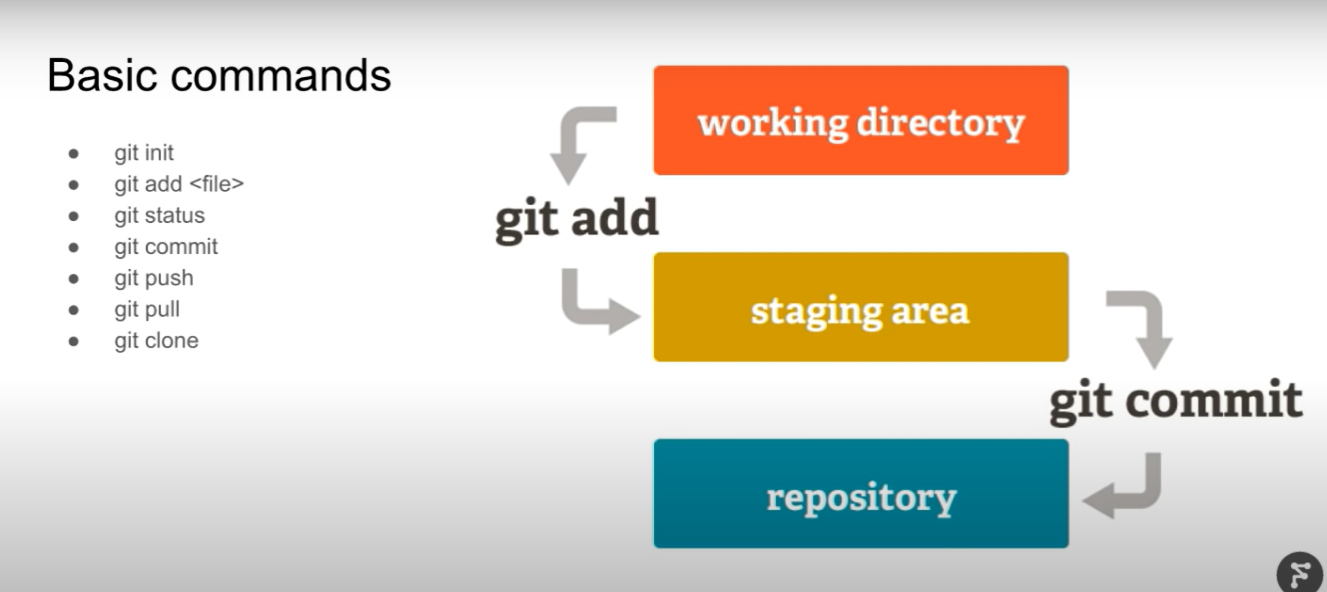 Basic commands
git init
git add <file>
git status
git commit
git push
git pull
git clone
working directory
git add
staging area
git commit
repository